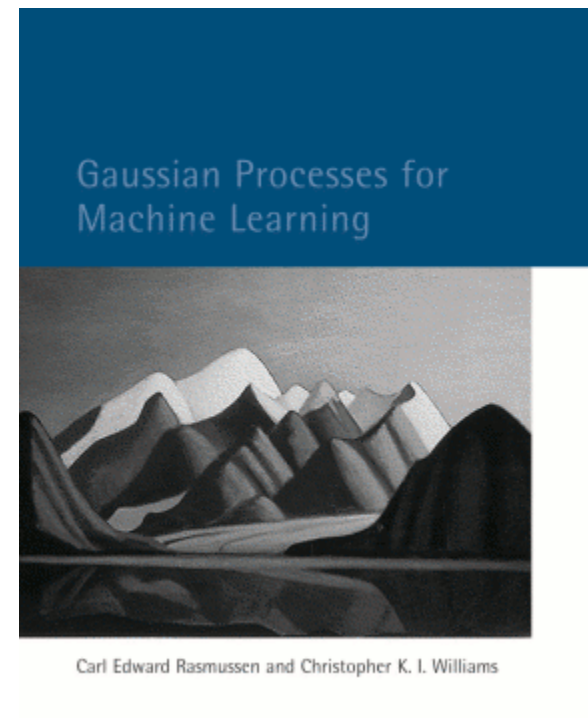 Gaussian Processes for
Machine Learning
Carl Edward Rasmussen and Christopher K. I. Williams